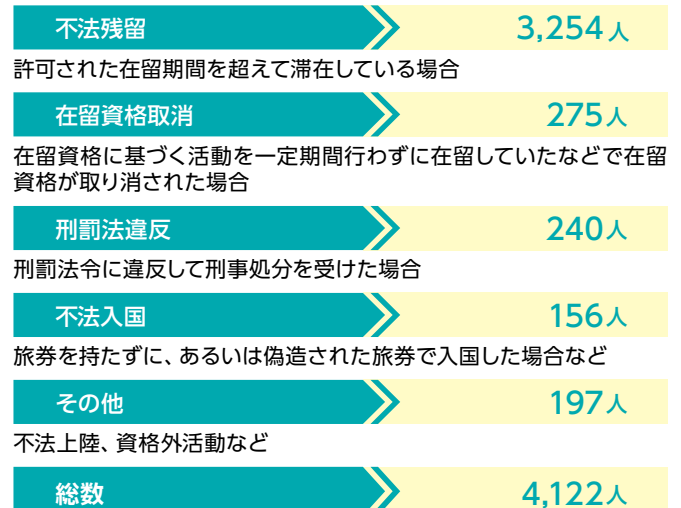 不法残留 3,254人
許可された在留期間を超えて滞在している場合
在留資格取消 275人
在留資格に基づく活動を一定期間行わずに在留していたなどで在留
資格が取り消された場合
刑罰法違反 240人
刑罰法令に違反して刑事処分を受けた場合
不法入国 156人
旅券を持たずに、あるいは偽造された旅券で入国した場合など
その他 197人
不法上陸、資格外活動など
総数 4,122人